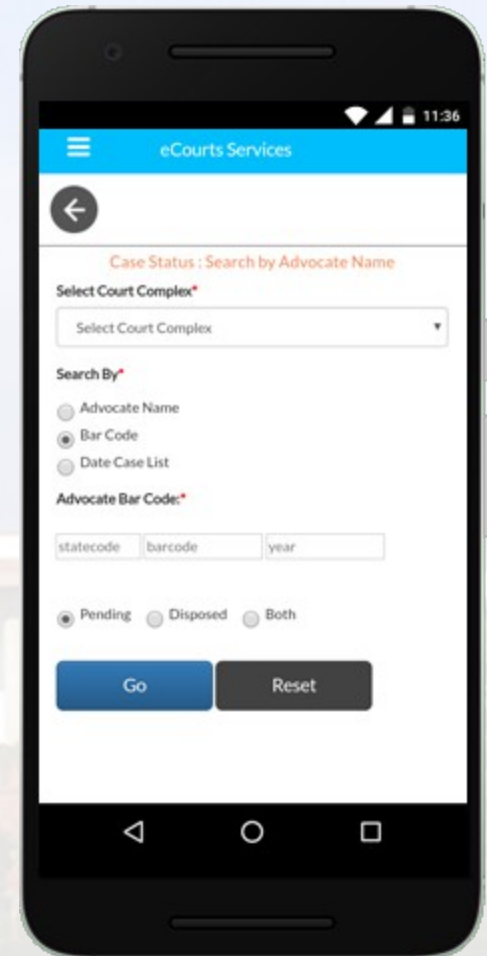 11:36
eCourts Services
Case Status : Search by Advocate Name
Select Court Complex*
Select Court Complex
Search By*
Advocate Name
Bar Code
Date Case List
Advocate Bar Code:*
statecode barcode year
Pending Disposed Both
Go Reset